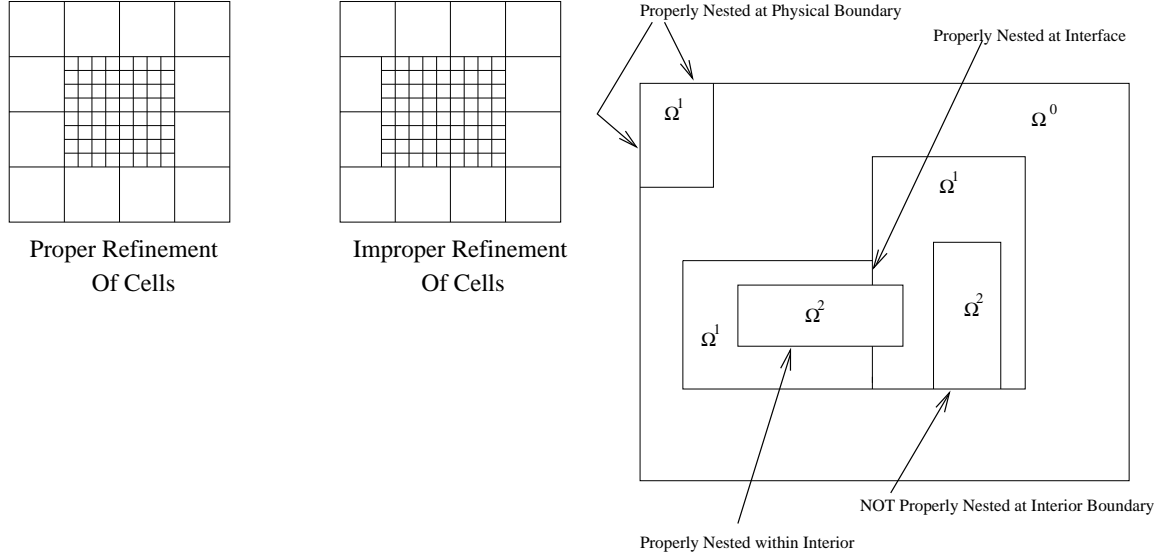 Properly Nested at Physical Boundary
Properly Nested at Interface
Ω¹
Ω⁰
Ω¹
Proper Refinement
Of Cells
Improper Refinement
Of Cells
Ω²
Ω²
Ω¹
NOT Properly Nested at Interior Boundary
Properly Nested within Interior